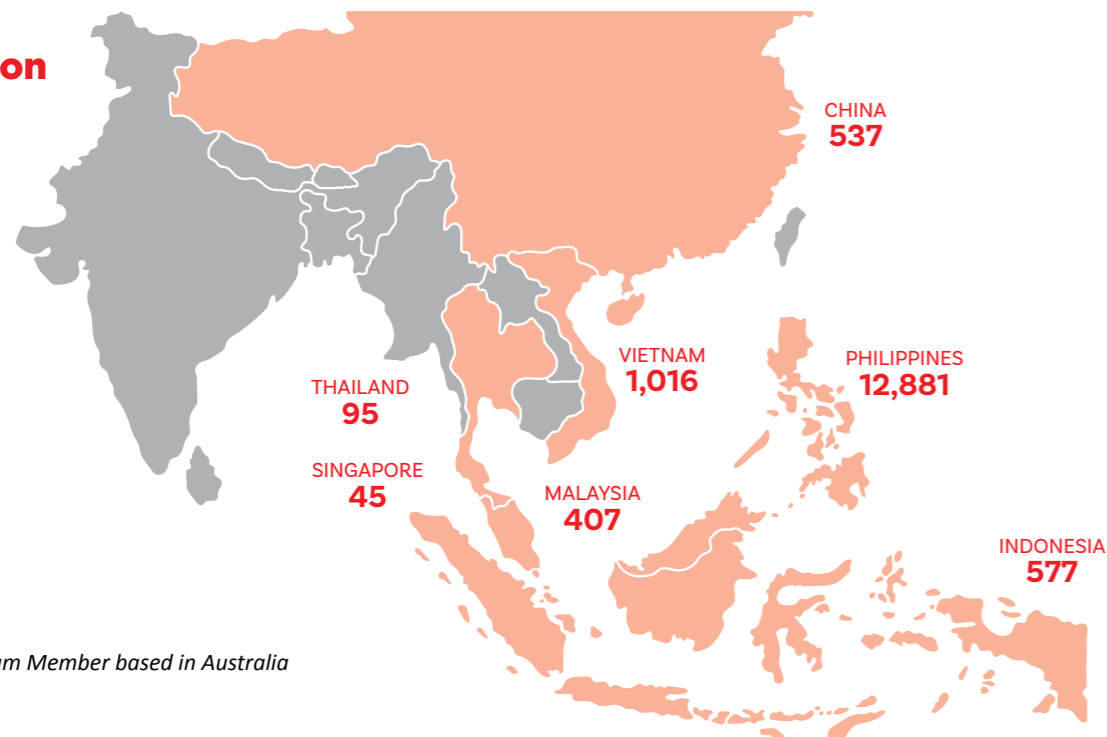 on
CHINA
537
VIETNAM
1,016
PHILIPPINES
12,881
THAILAND
95
SINGAPORE
45
MALAYSIA
407
INDONESIA
577
Member based in Australia